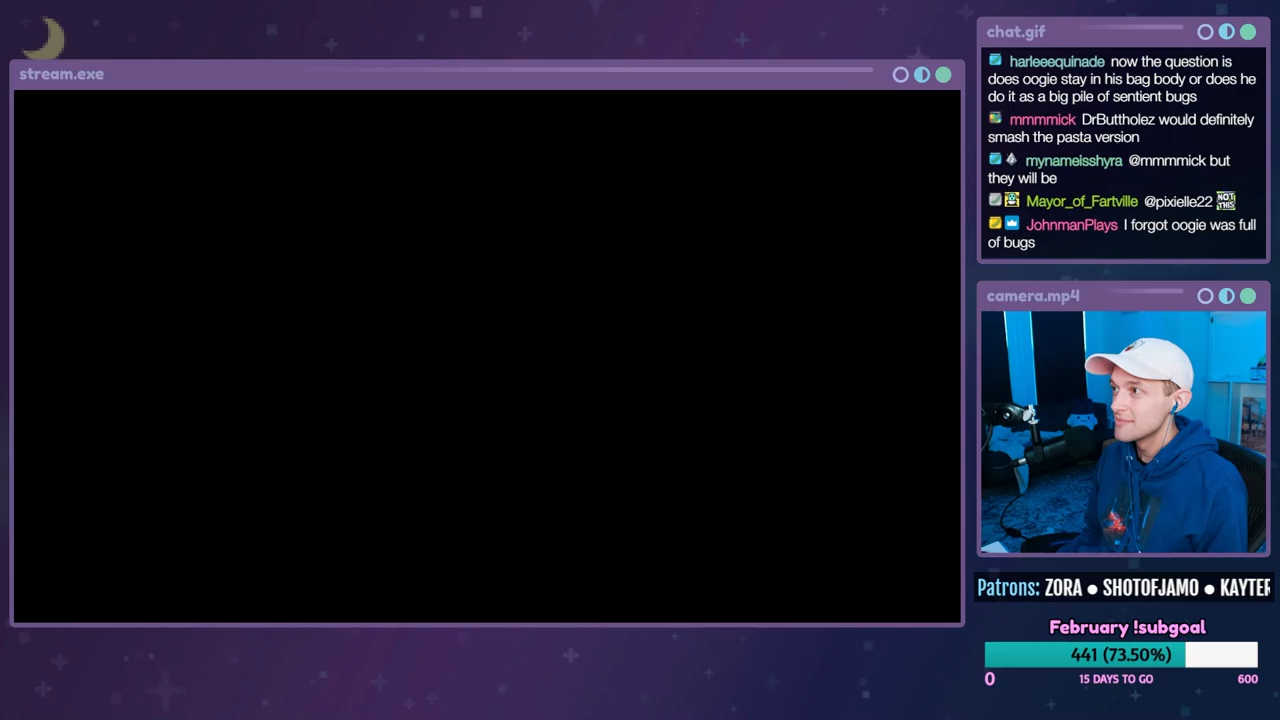 stream.exe
chat.gif
harleeequinade now the question is
does oogie stay in his bag body or does he
do it as a big pile of sentient bugs
mmmmick DrButtholez would definitely
smash the pasta version
mynameisshyra @mmmmick but
they will be
Mayor_of_Fartville @pixielle22 NOT THIS
JohnmanPlays I forgot oogie was full
of bugs
camera.mp4
Patrons: ZORA ● SHOTOFJAMO ● KAYTER
February !subgoal
441 (73.50%)
0 15 DAYS TO GO 600